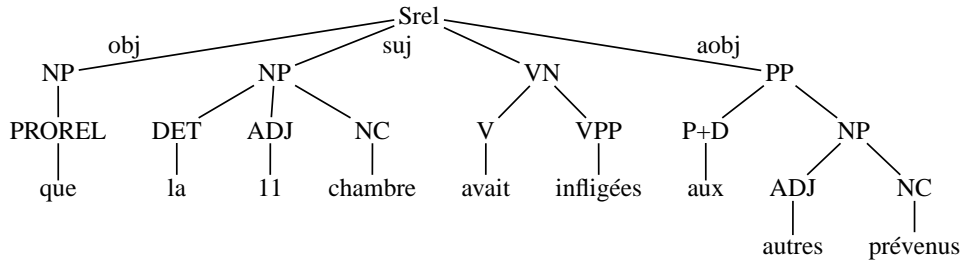 Srel
obj suj aobj
NP NP VN PP
PROREL DET ADJ NC V VPP P+D NP
que la 11 chambre avait infligées aux ADJ NC
autres prévenus